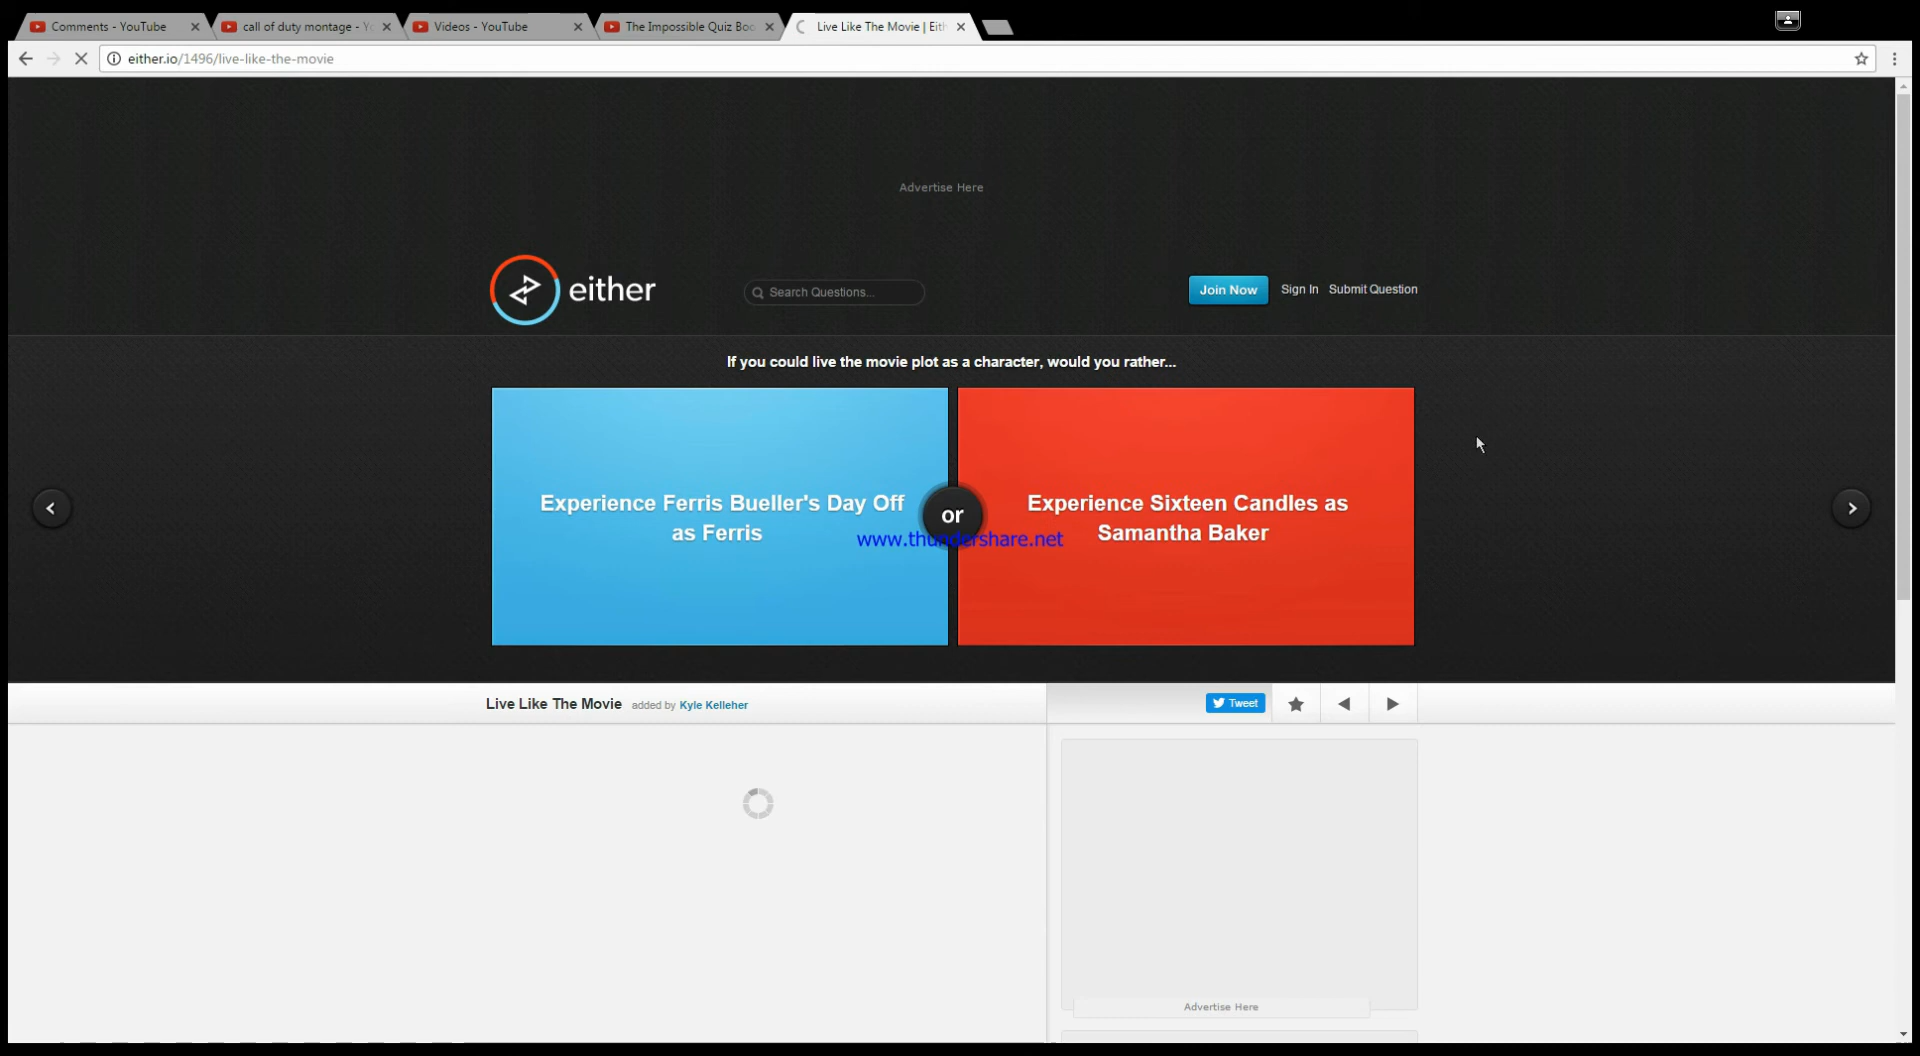 Comments - YouTube
call of duty montage - Yo
Videos - YouTube
The Impossible Quiz Boo
Live Like The Movie | Eith
either.io/1496/live-like-the-movie
Advertise Here
either
Search Questions...
Join Now
Sign In
Submit Question
If you could live the movie plot as a character, would you rather...
Experience Ferris Bueller's Day Off
as Ferris
or
Experience Sixteen Candles as
Samantha Baker
www.thundershare.net
Live Like The Movie added by Kyle Kelleher
Tweet
Advertise Here